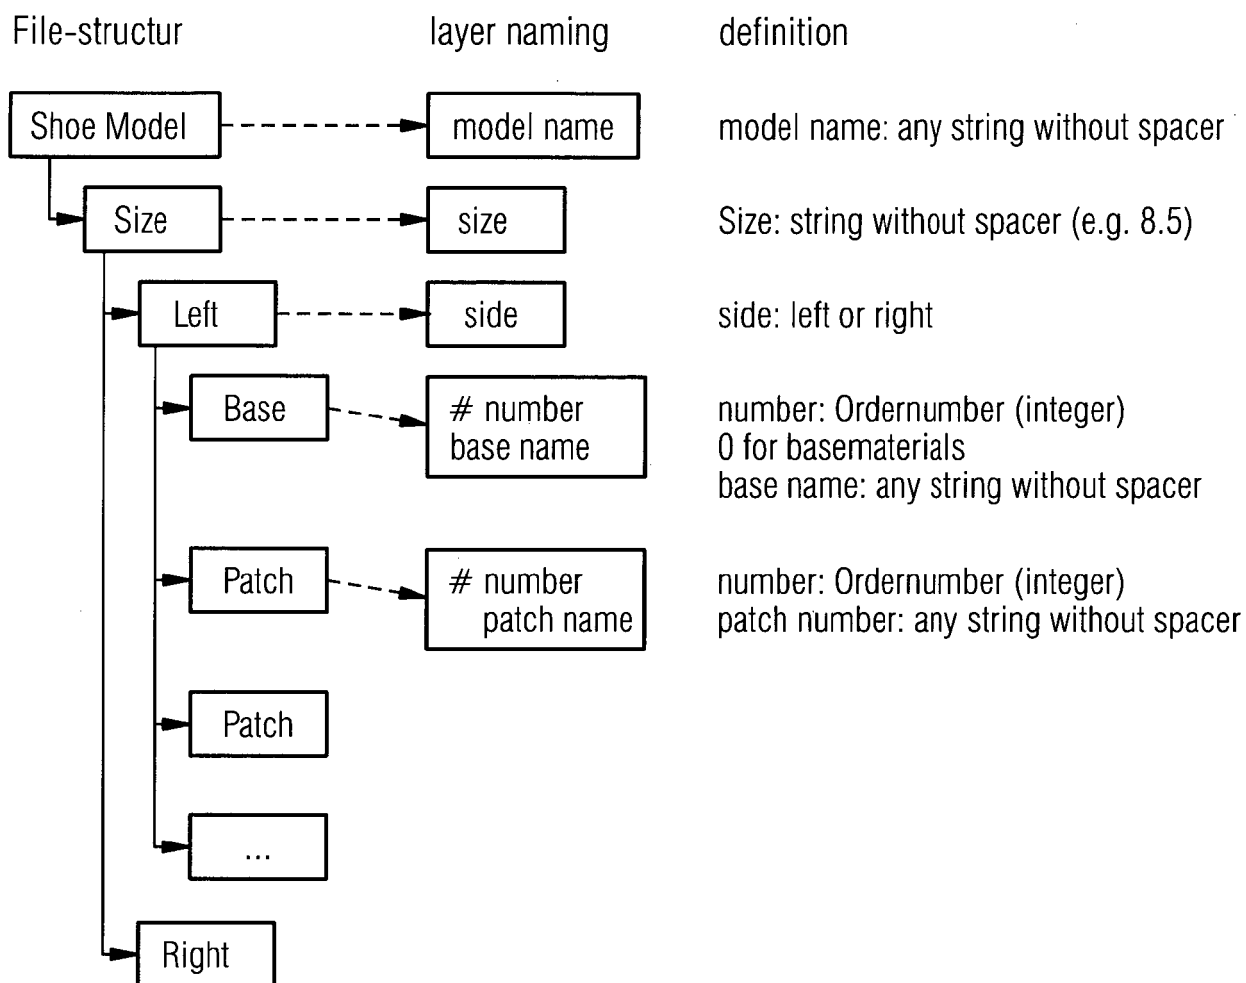 File-structur layer naming definition
Shoe Model model name model name: any string without spacer
Size size Size: string without spacer (e.g. 8.5)
Left side side: left or right
Base # number number: Ordernumber (integer)
base name 0 for basematerials
base name: any string without spacer
Patch # number number: Ordernumber (integer)
patch name patch number: any string without spacer
Patch
...
Right